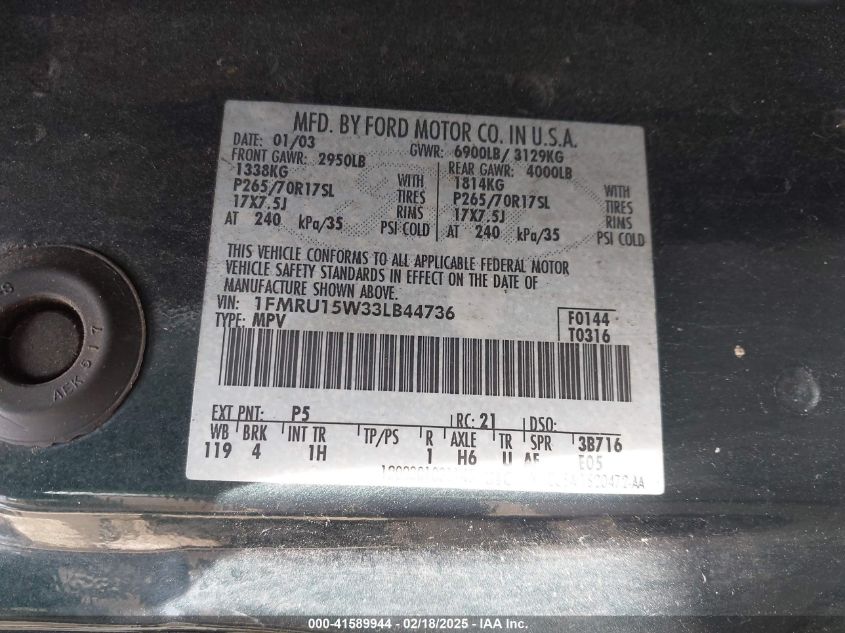 MFD. BY FORD MOTOR CO. IN U.S.A.
DATE: 01/03 GVWR: 6900LB/ 3129KG
FRONT GAWR: 2950LB REAR GAWR: 4000LB
1338KG WITH 1814KG WITH
P265/70R17SL TIRES P265/70R17SL TIRES
17X7.5J RIMS 17X7.5J RIMS
AT 240 kPa/35 PSI COLD AT 240 kPa/35 PSI COLD
THIS VEHICLE CONFORMS TO ALL APPLICABLE FEDERAL MOTOR
VEHICLE SAFETY STANDARDS IN EFFECT ON THE DATE OF
MANUFACTURE SHOWN ABOVE.
VIN: 1FMRU15W33LB44736 F0144
TYPE: MPV T0316
EXT PNT: P5 RC: 21 DSO:
WB BRK INT TR TP/PS R AXLE TR SPR 3B716
119 4 1H 1 H6 U E05
AEK 517
000-41589944 - 02/18/2025 - IAA Inc.